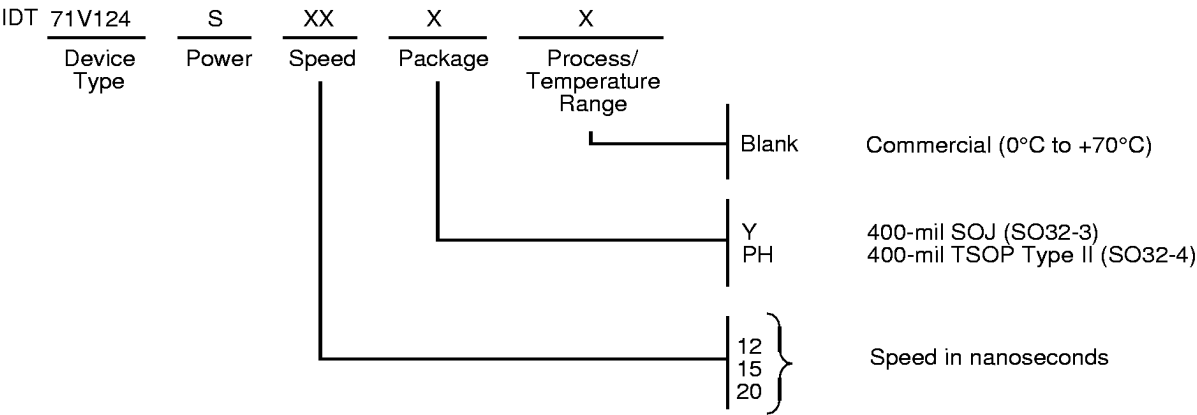 IDT 71V124 S XX X X
Device Type Power Speed Package Process/ Temperature Range
Blank Commercial (0°C to +70°C)
Y 400-mil SOJ (SO32-3)
PH 400-mil TSOP Type II (SO32-4)
12
15 Speed in nanoseconds
20